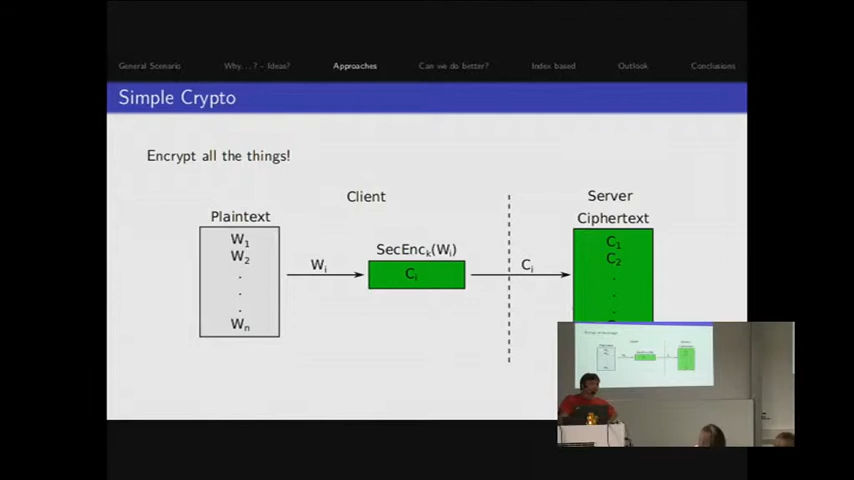 General Scenario Why...? – Ideas? Approaches Can we do better? Index based Outlook Conclusions
Simple Crypto
Encrypt all the things!
Client Server
Plaintext Ciphertext
W1 C1
W2 C2
SecEnck(Wi)
Wi Ci Ci
.
.
.
Wn